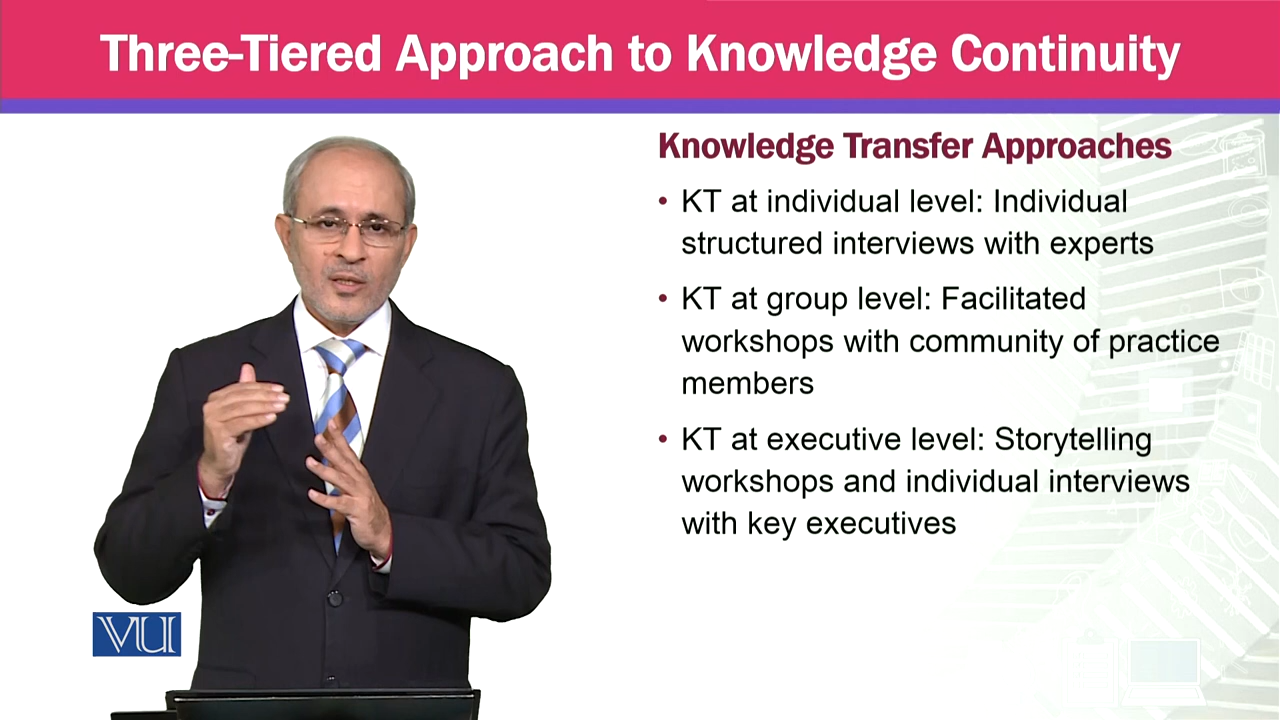 Three-Tiered Approach to Knowledge Continuity
Knowledge Transfer Approaches
• KT at individual level: Individual
structured interviews with experts
• KT at group level: Facilitated
workshops with community of practice
members
• KT at executive level: Storytelling
workshops and individual interviews
with key executives
VU